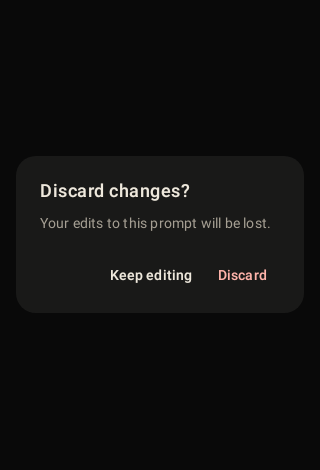 Discard changes?
Your edits to this prompt will be lost.
Keep editing Discard